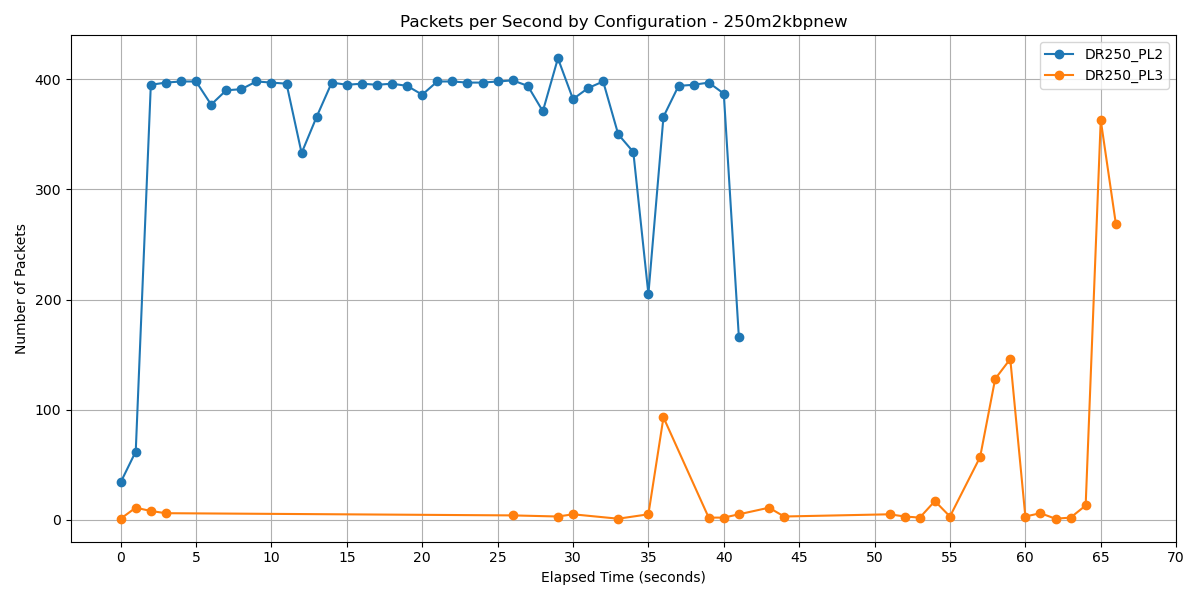 Packets per Second by Configuration - 250m2kbpnew
DR250_PL2
DR250_PL3
Number of Packets
400
300
200
100
0
0 5 10 15 20 25 30 35 40 45 50 55 60 65 70
Elapsed Time (seconds)